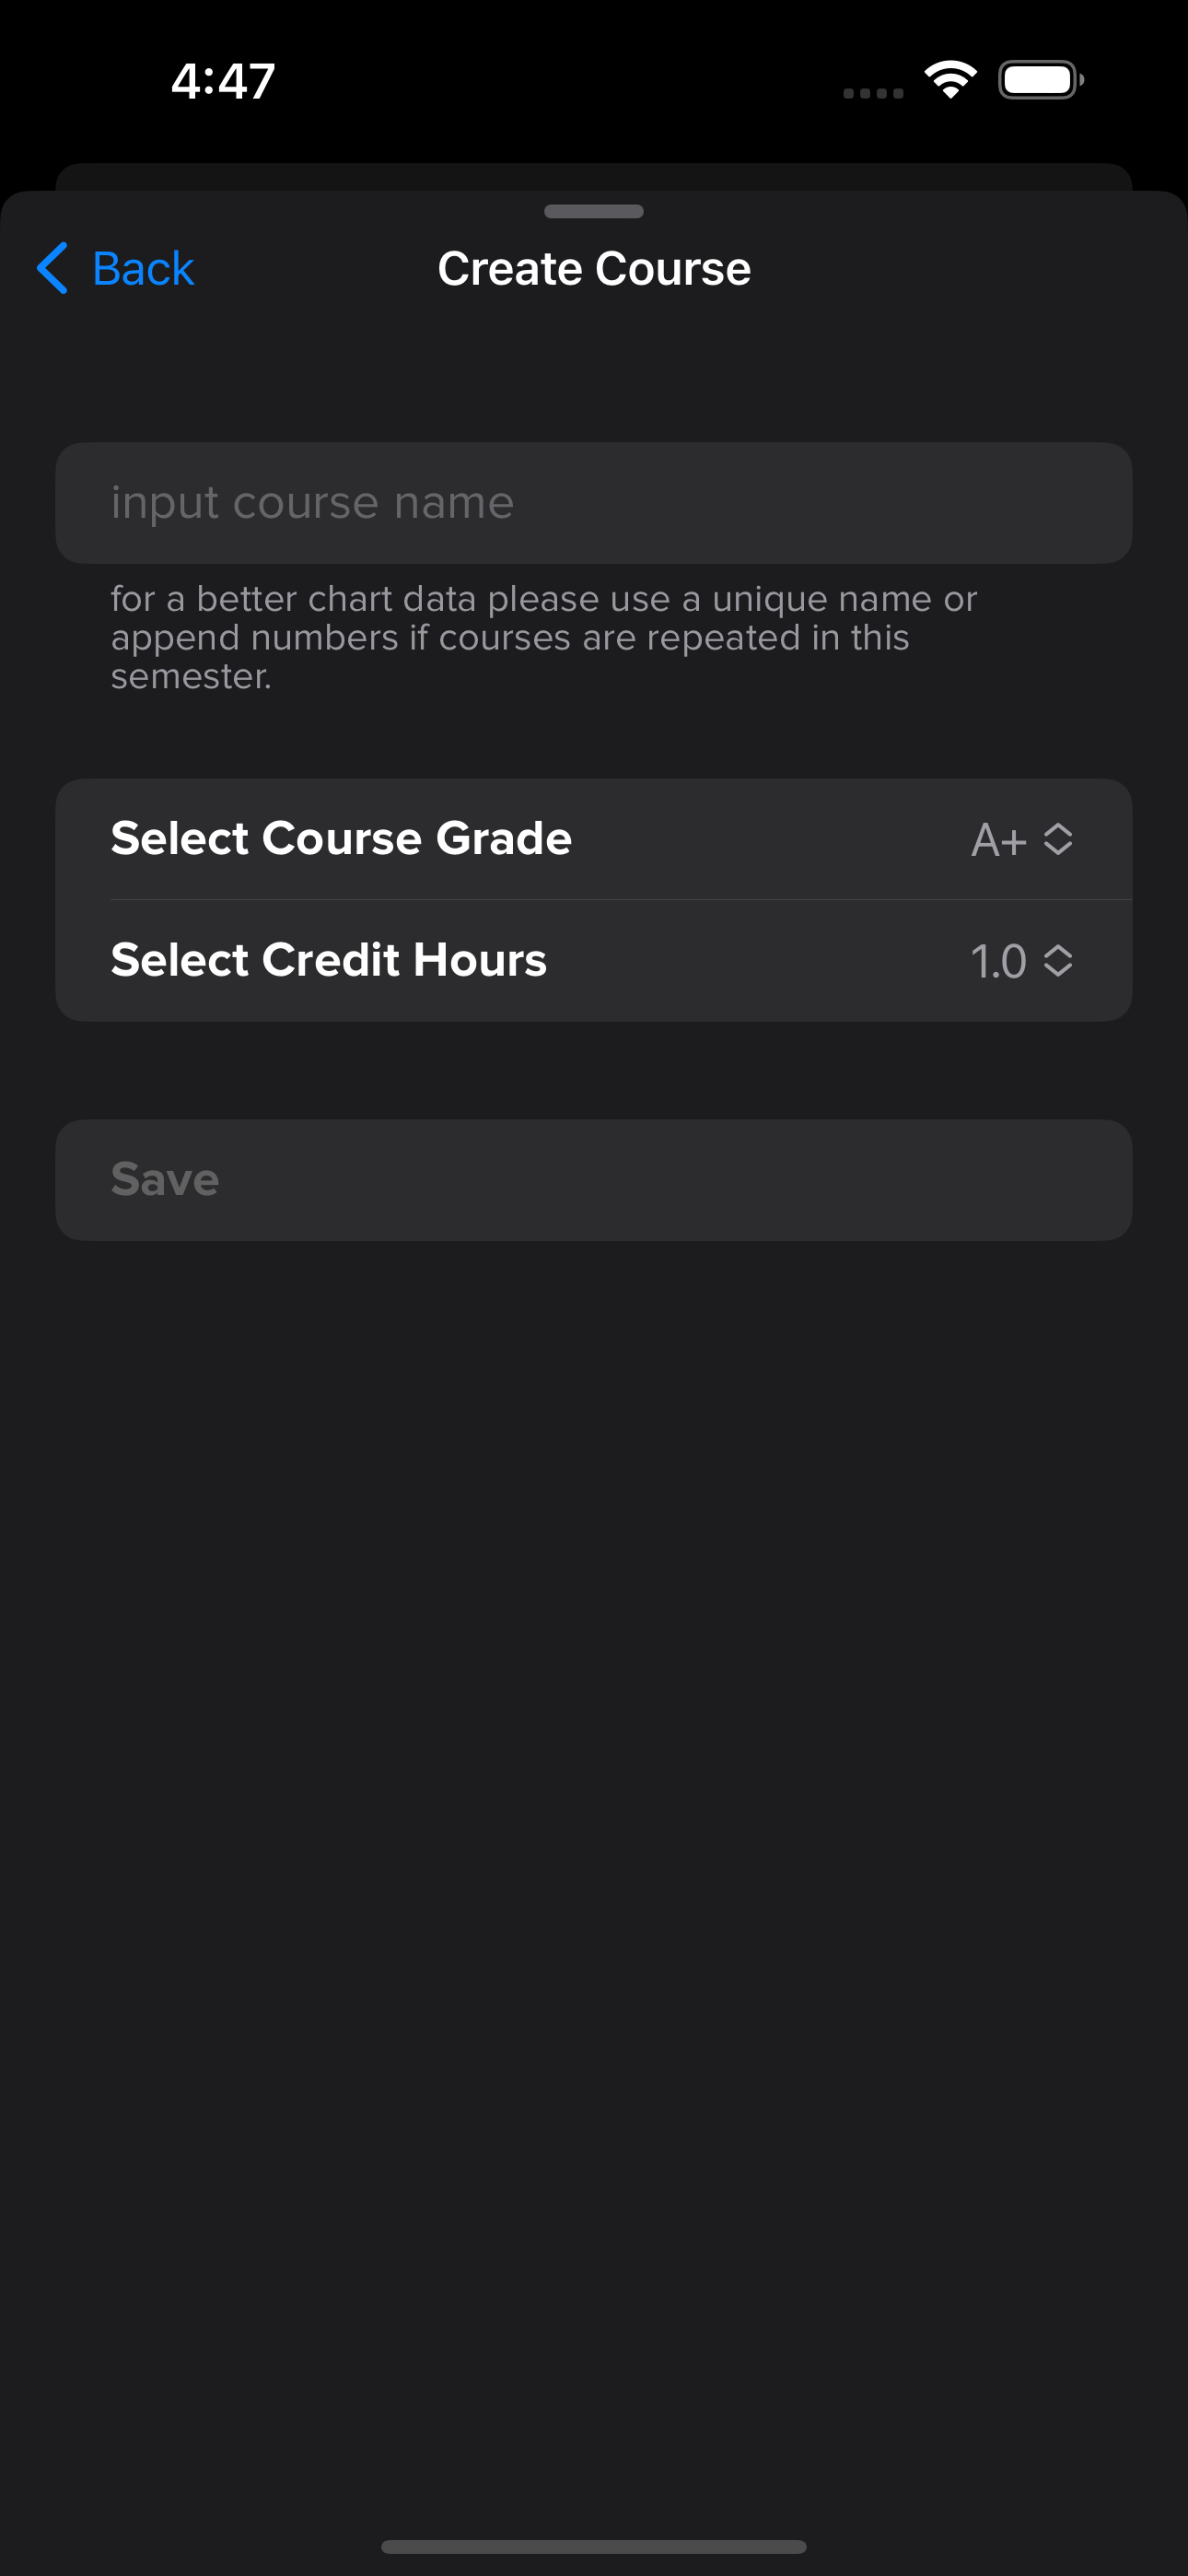 4:47
Back
Create Course
input course name
for a better chart data please use a unique name or
append numbers if courses are repeated in this
semester.
Select Course Grade
A+
Select Credit Hours
1.0
Save